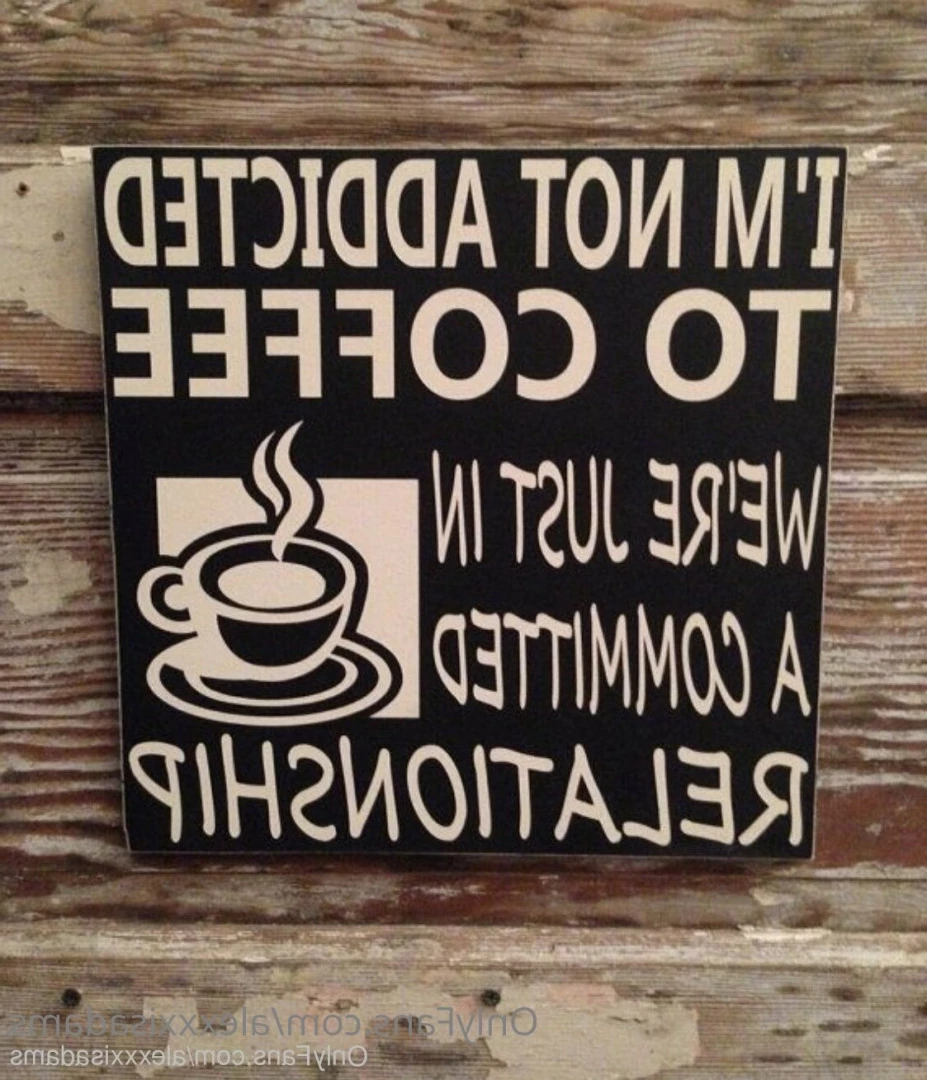 I'M NOT ADDICTED
TO COFFEE
WE'RE JUST IN
A COMMITTED
RELATIONSHIP
OnlyFans.com/alexxxisadams
OnlyFans.com/alexxxisadams